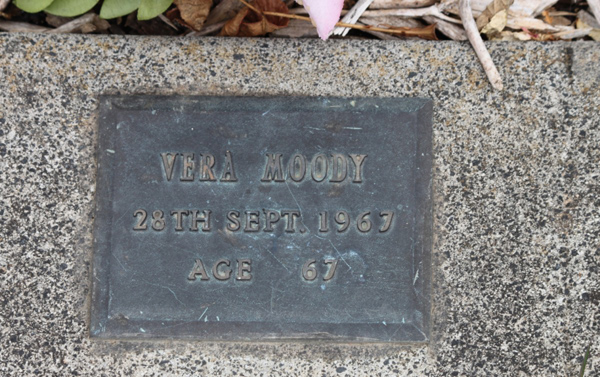 VERA MOODY
28TH SEPT. 1967
AGE 67